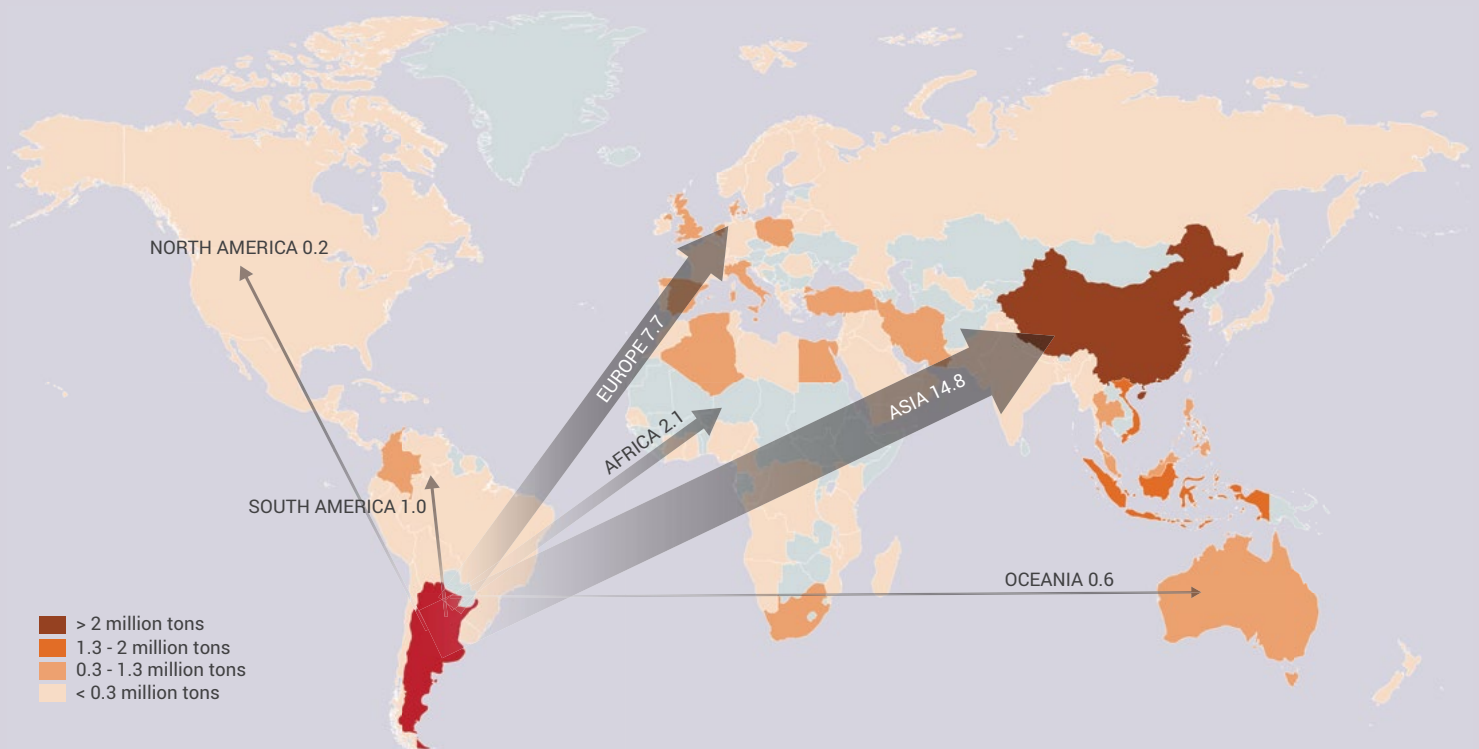 NORTH AMERICA 0.2
EUROPE 7.7
ASIA 14.8
AFRICA 2.1
SOUTH AMERICA 1.0
OCEANIA 0.6
> 2 million tons
1.3 - 2 million tons
0.3 - 1.3 million tons
< 0.3 million tons